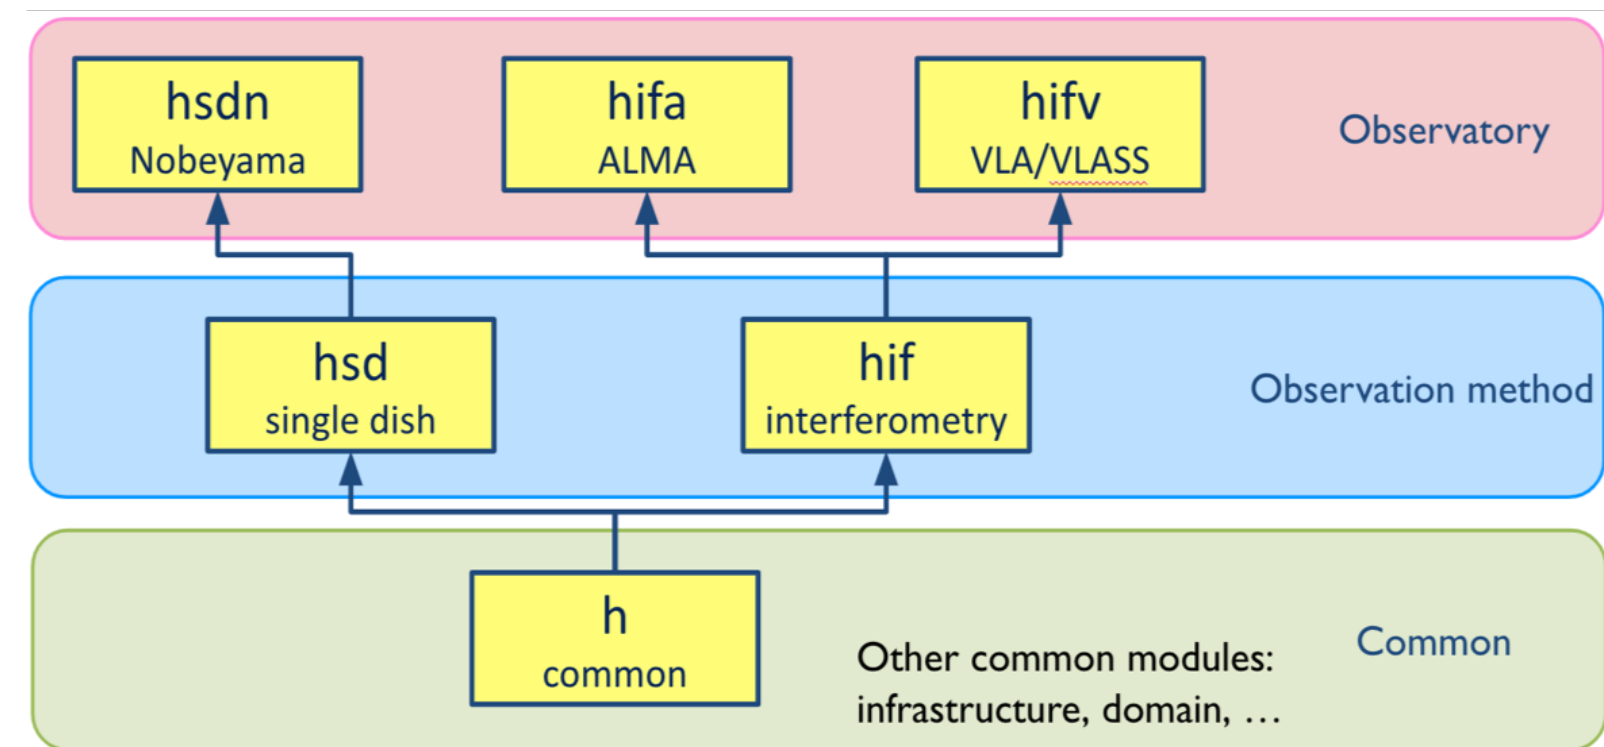 hsdn
Nobeyama
hifa
ALMA
hifv
VLA/VLASS
Observatory
hsd
single dish
hif
interferometry
Observation method
h
common
Other common modules:
infrastructure, domain, …
Common